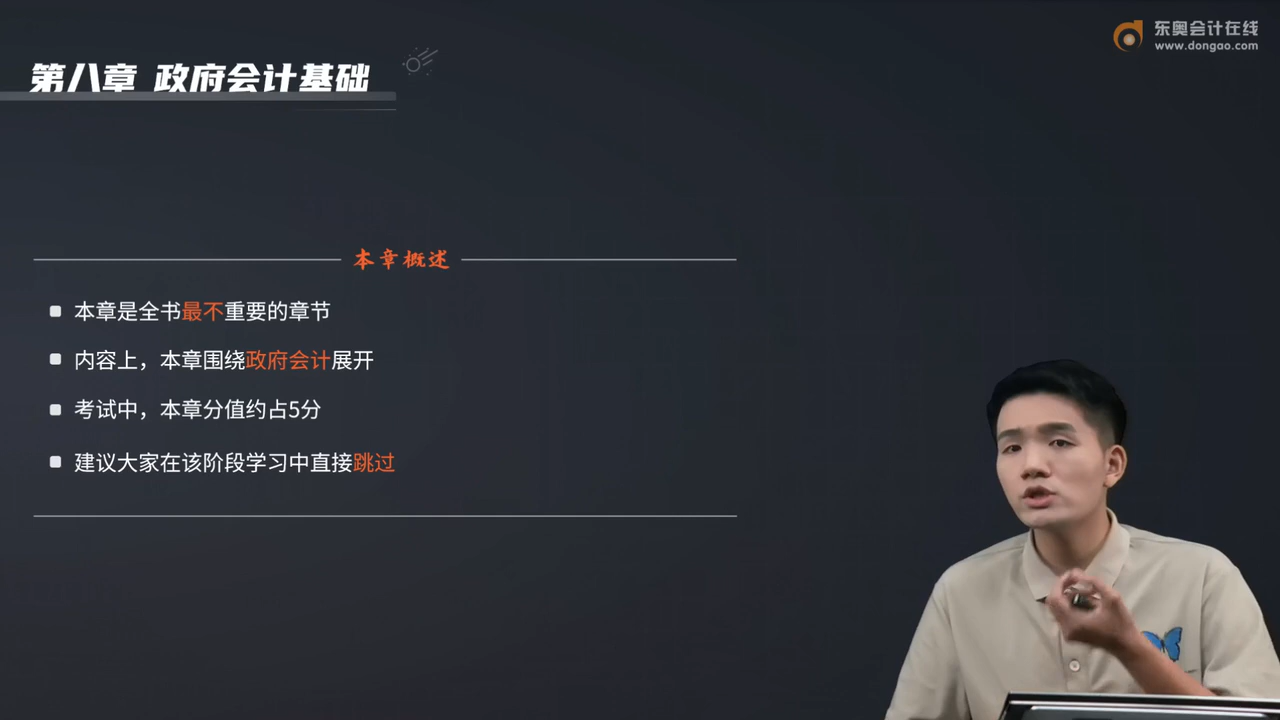 东奥会计在线
www.dongao.com
第八章 政府会计基础
本章概述
本章是全书最不重要的章节
内容上，本章围绕政府会计展开
考试中，本章分值约占5分
建议大家在该阶段学习中直接跳过